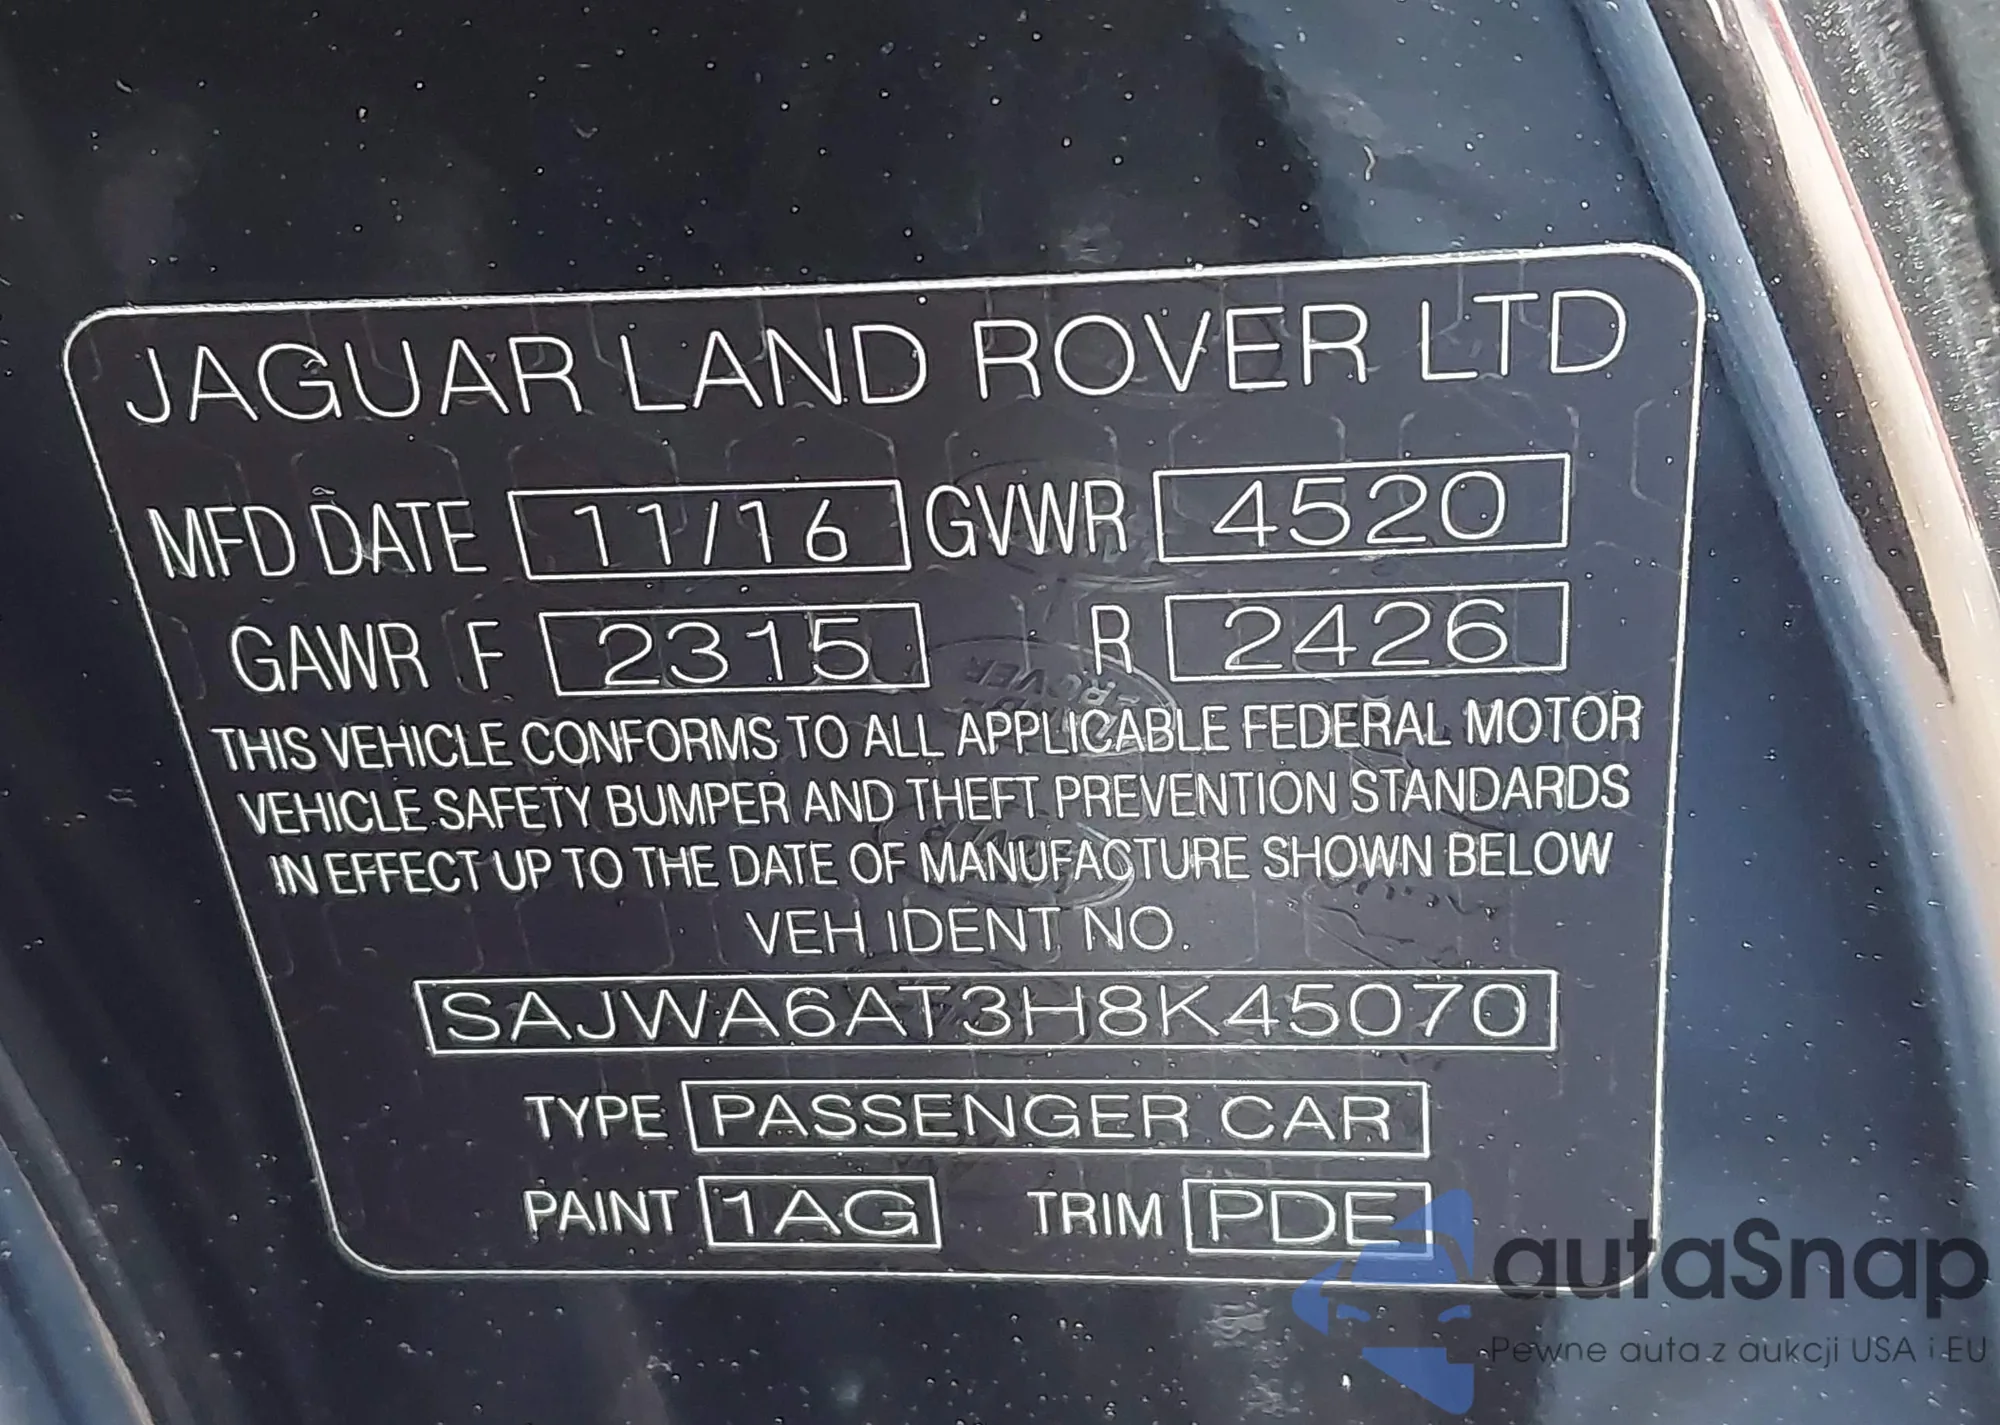 JAGUAR LAND ROVER LTD
MFD DATE 11/16 GVWR 4520
GAWR F 2315 R 2426
THIS VEHICLE CONFORMS TO ALL APPLICABLE FEDERAL MOTOR
VEHICLE SAFETY BUMPER AND THEFT PREVENTION STANDARDS
IN EFFECT UP TO THE DATE OF MANUFACTURE SHOWN BELOW
VEH IDENT NO.
SAJWA6AT3H8K45070
TYPE PASSENGER CAR
PAINT 1AG TRIM PDE
autaSnap
Pewne auta z aukcji USA i EU